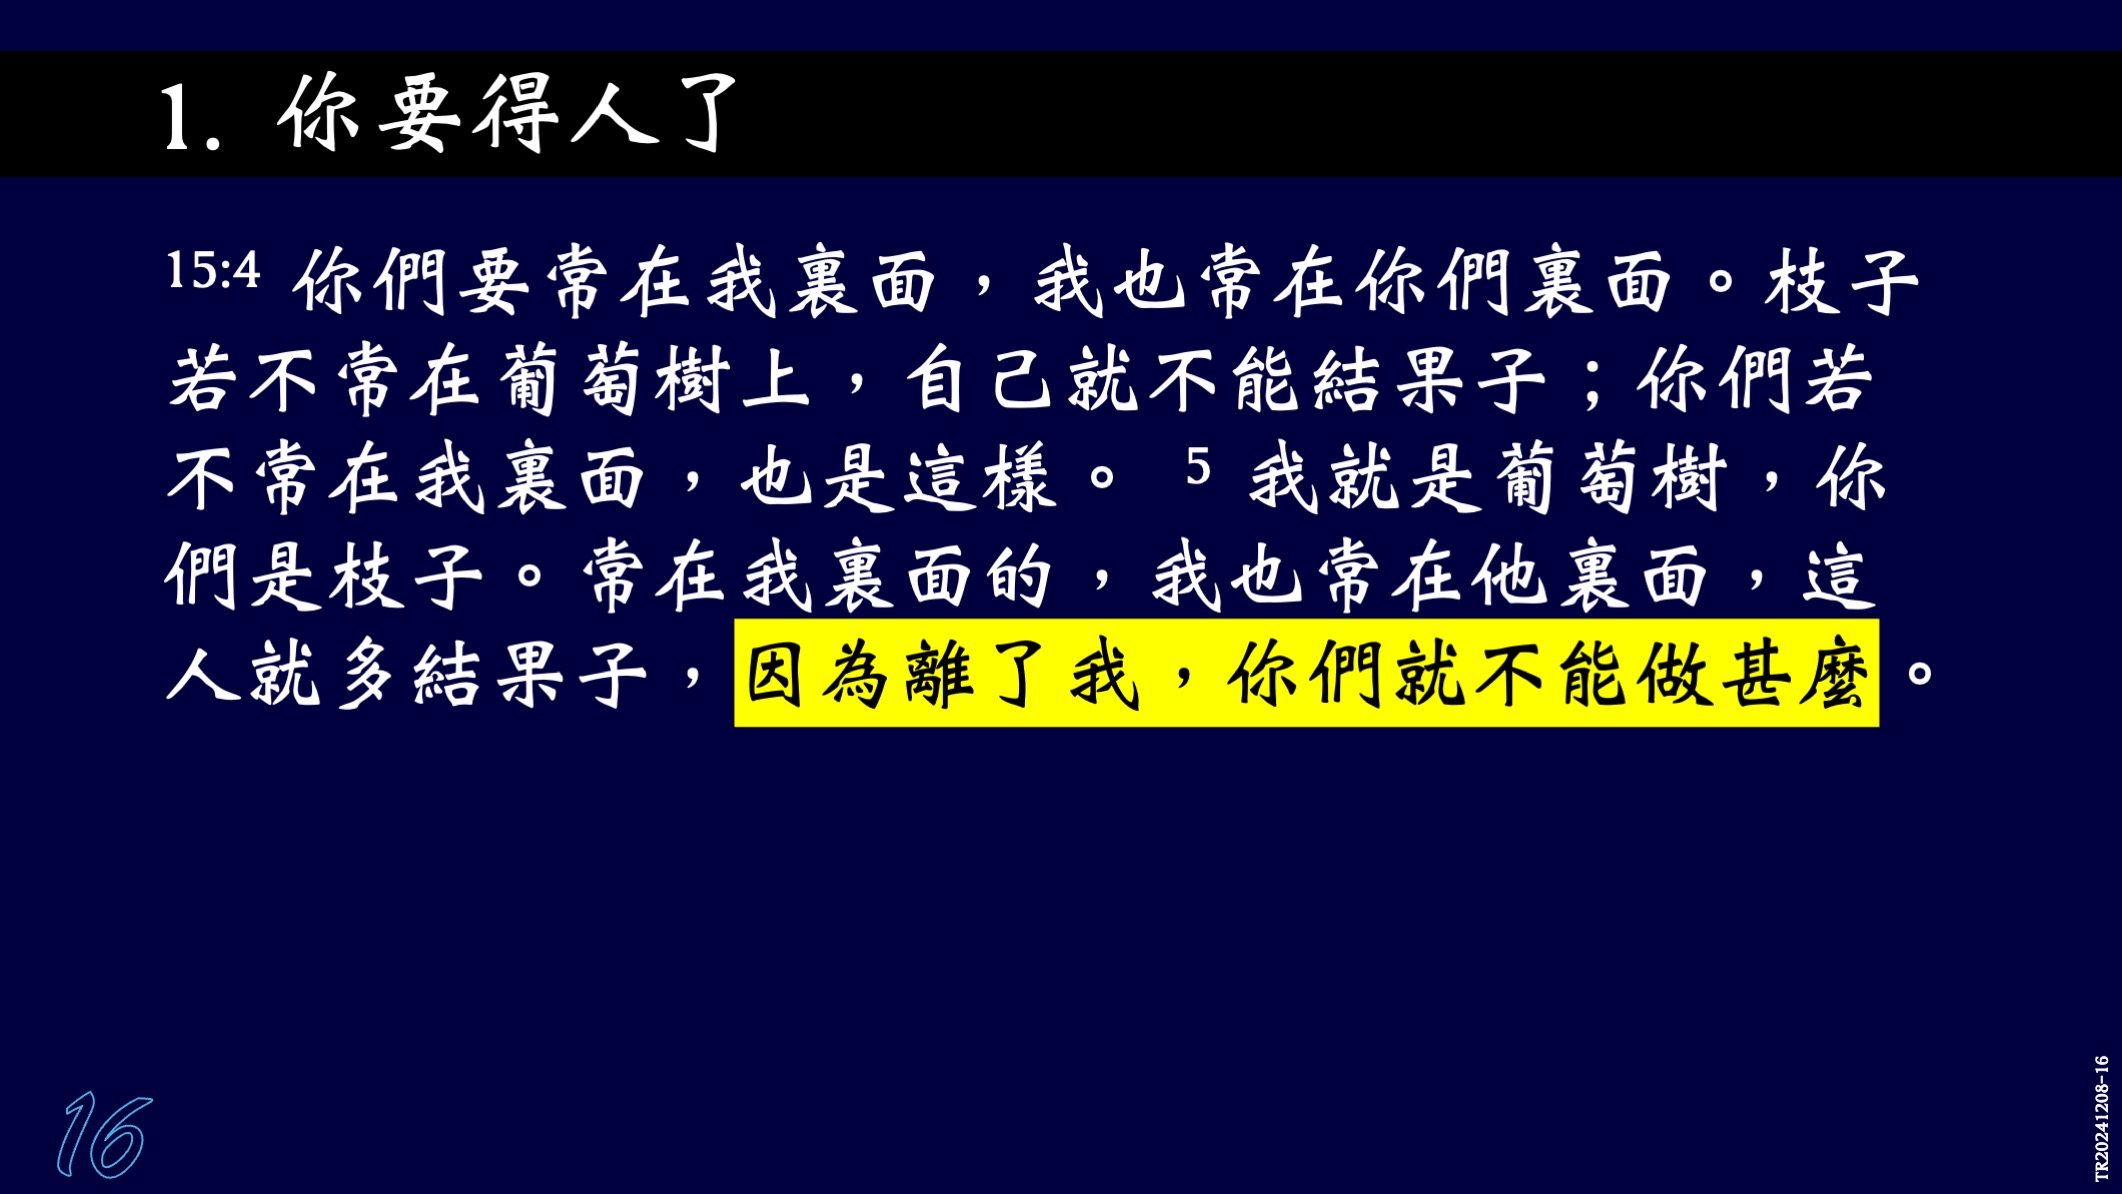 1. 你要得人了
15:4 你們要常在我裏面，我也常在你們裏面。枝子
若不常在葡萄樹上，自己就不能結果子；你們若
不常在我裏面，也是這樣。 5 我就是葡萄樹，你
們是枝子。常在我裏面的，我也常在他裏面，這
人就多結果子，因為離了我，你們就不能做甚麼。
16
TR20241208-16